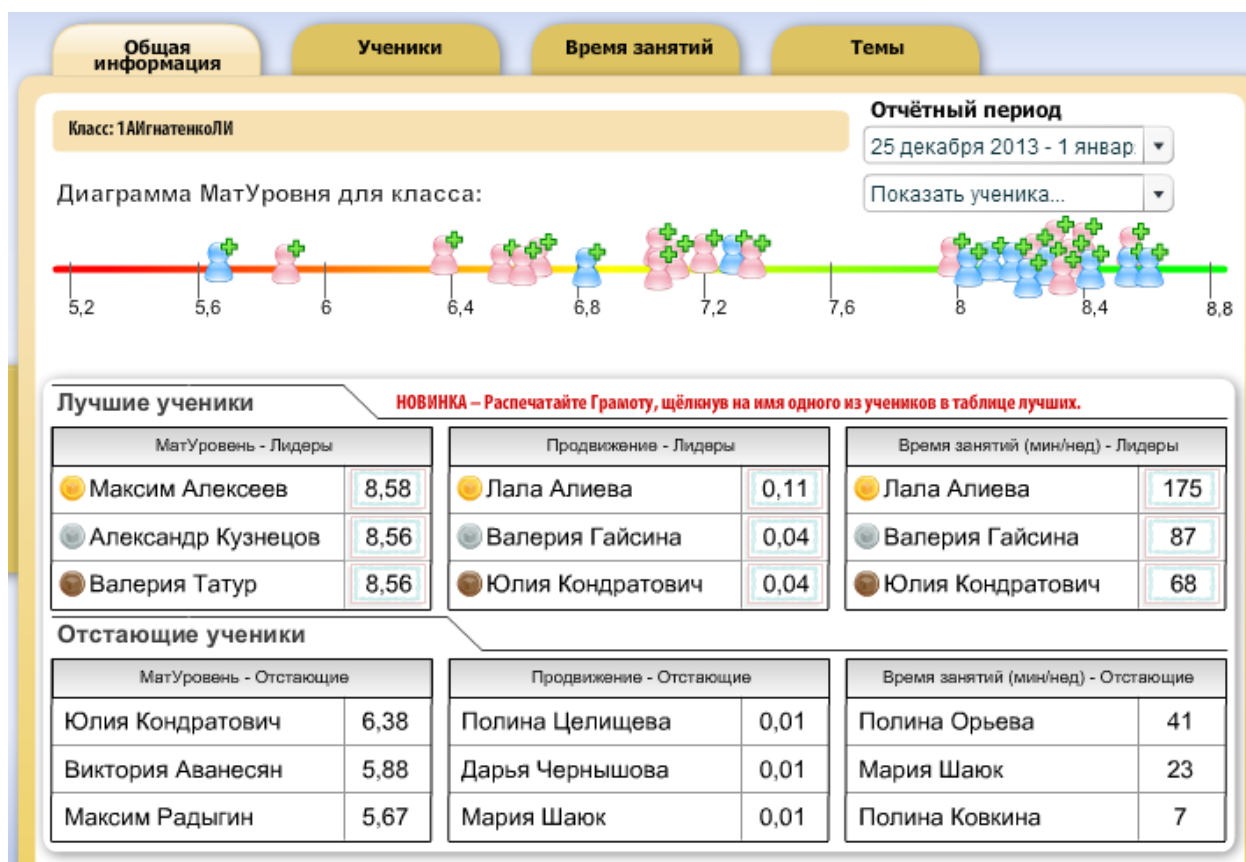 Общая
информация
Ученики
Время занятий
Темы
Класс: 1АИгнатенкоЛИ
Отчётный период
25 декабря 2013 - 1 январ
Диаграмма МатУровня для класса:
Показать ученика...
5,2 5,6 6 6,4 6,8 7,2 7,6 8 8,4 8,8
Лучшие ученики
НОВИНКА – Распечатайте Грамоту, щёлкнув на имя одного из учеников в таблице лучших.
МатУровень - Лидеры
Максим Алексеев 8,58
Александр Кузнецов 8,56
Валерия Татур 8,56
Продвижение - Лидеры
Лала Алиева 0,11
Валерия Гайсина 0,04
Юлия Кондратович 0,04
Время занятий (мин/нед) - Лидеры
Лала Алиева 175
Валерия Гайсина 87
Юлия Кондратович 68
Отстающие ученики
МатУровень - Отстающие
Юлия Кондратович 6,38
Виктория Аванесян 5,88
Максим Радыгин 5,67
Продвижение - Отстающие
Полина Целищева 0,01
Дарья Чернышова 0,01
Мария Шаюк 0,01
Время занятий (мин/нед) - Отстающие
Полина Орьева 41
Мария Шаюк 23
Полина Ковкина 7